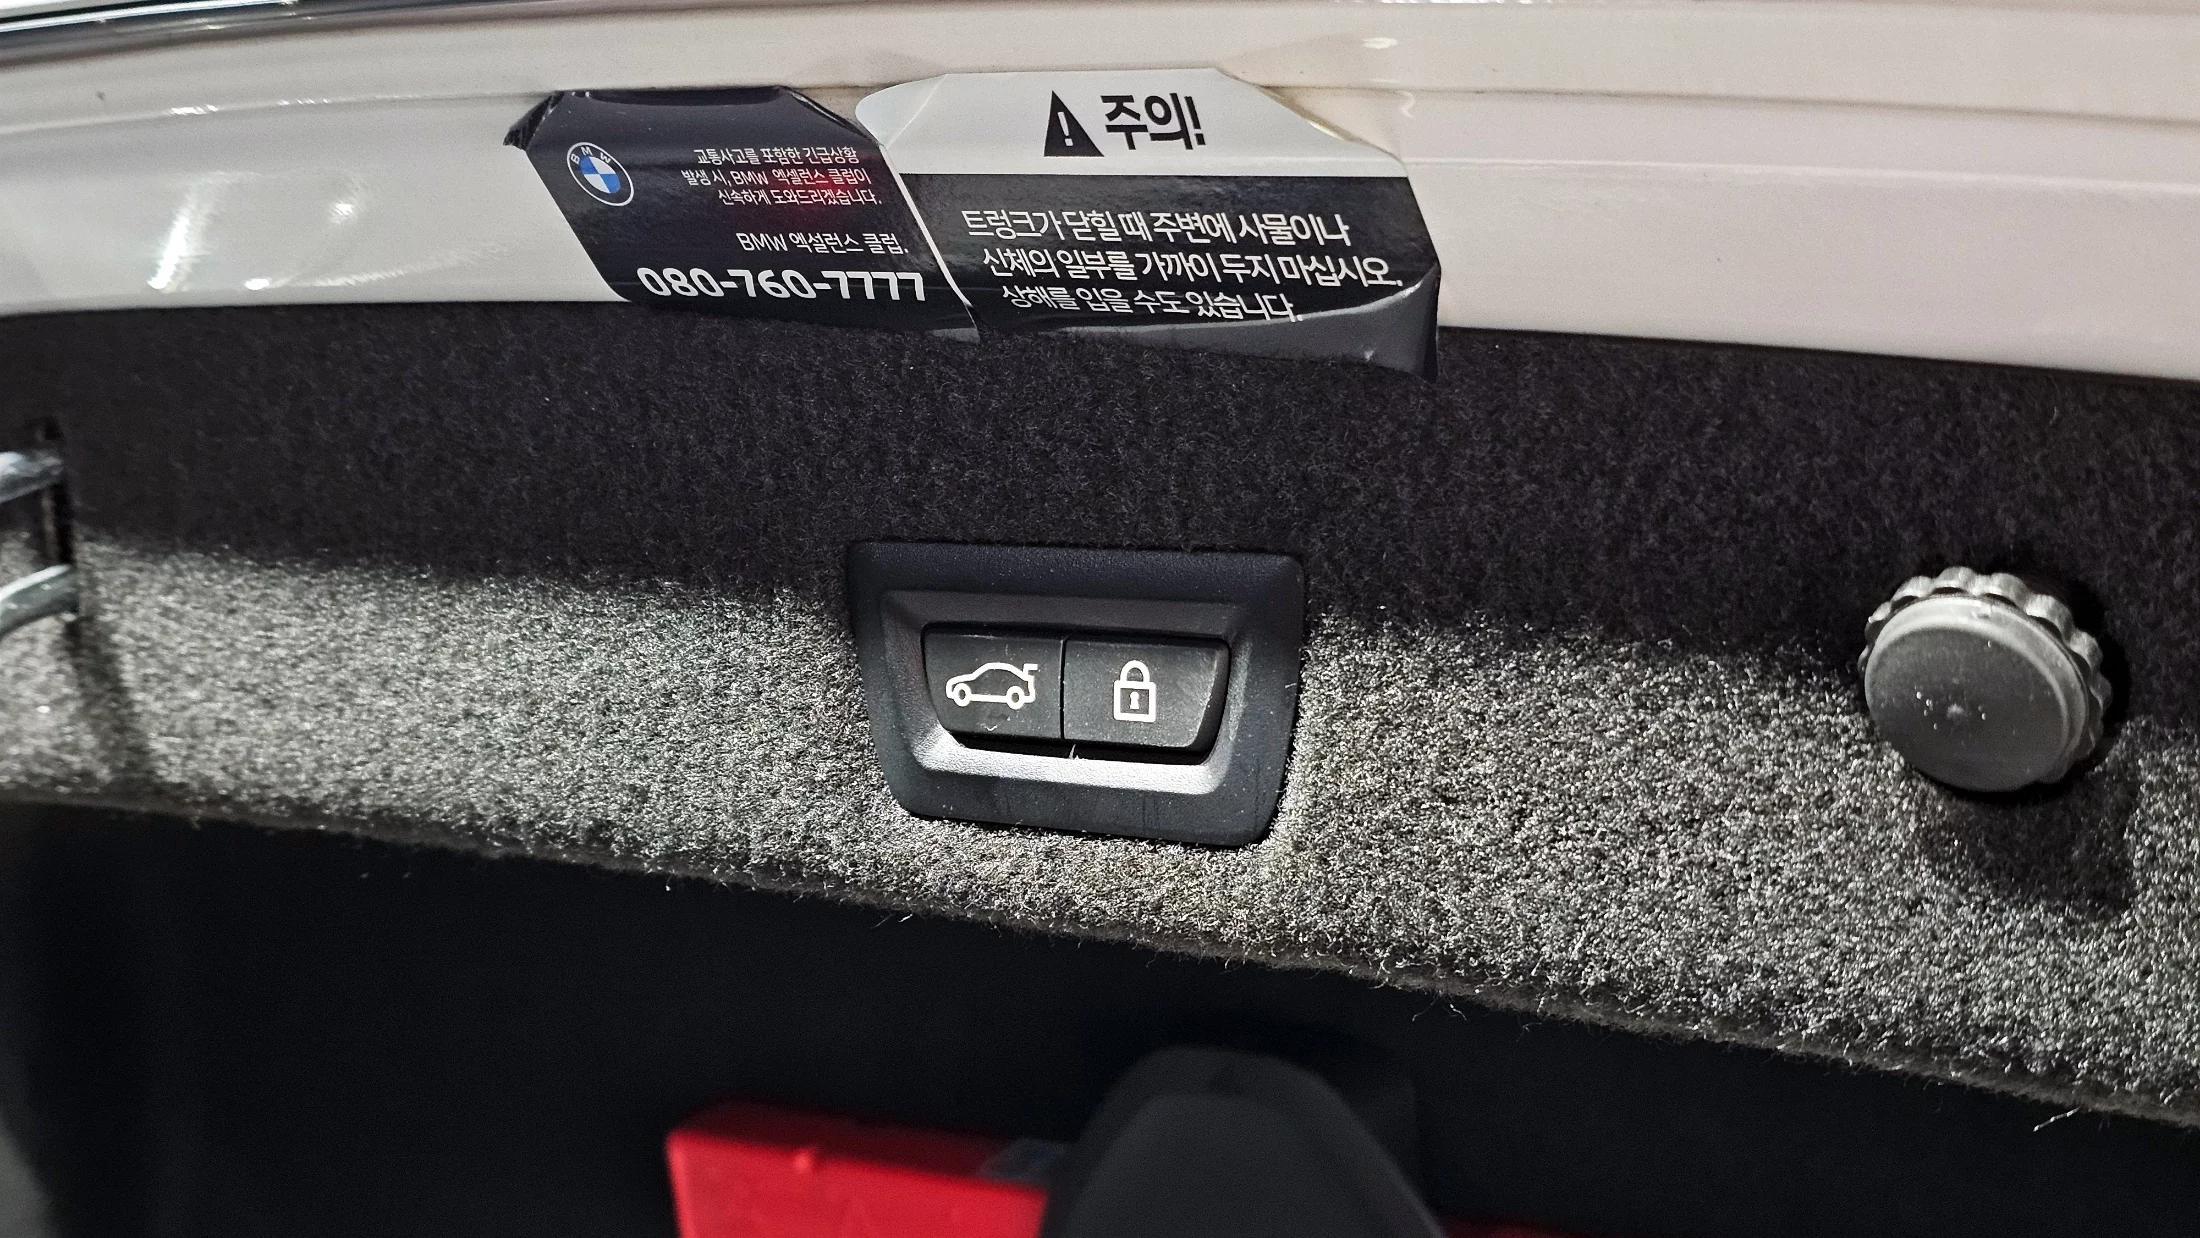 BMW
교통사고를 포함한 긴급상황
발생 시, BMW 엑설런스 클럽이
신속하게 도와드리겠습니다.
BMW 엑설런스 클럽.
080-760-7777
주의!
트렁크가 닫힐 때 주변에 사물이나
신체의 일부를 가까이 두지 마십시오.
상해를 입을 수도 있습니다.